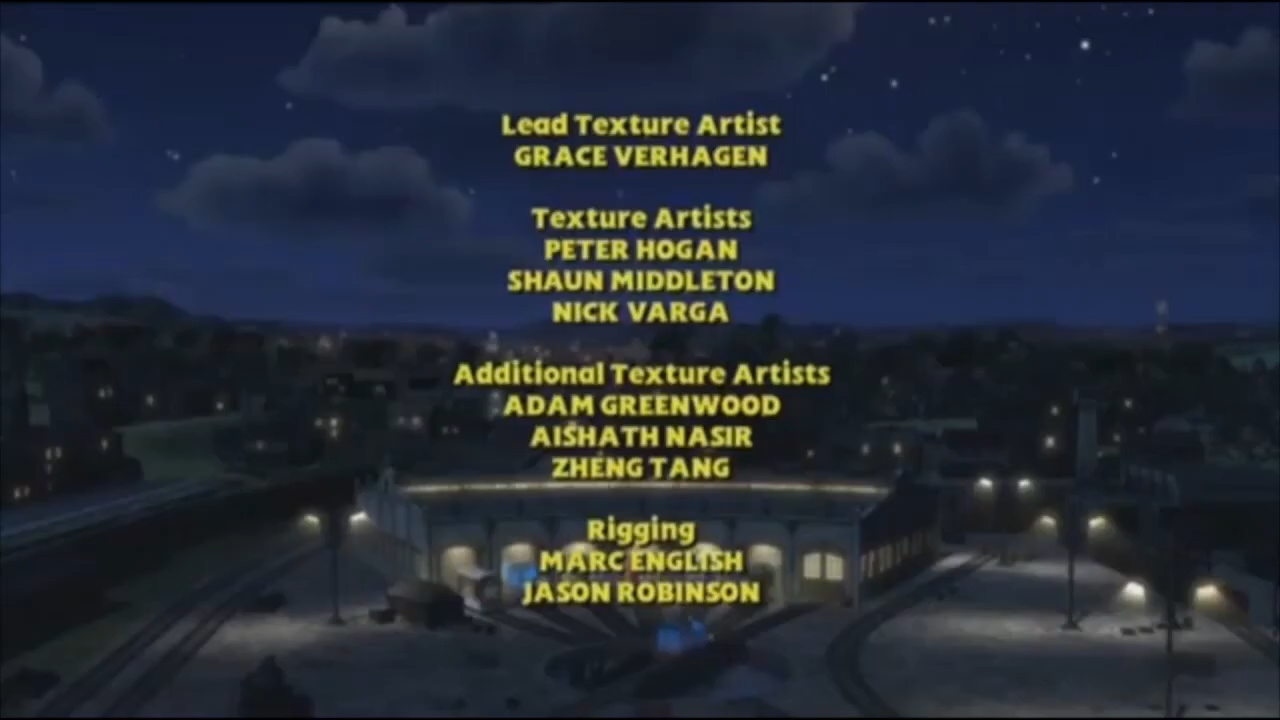 Lead Texture Artist
GRACE VERHAGEN
Texture Artists
PETER HOGAN
SHAUN MIDDLETON
NICK VARGA
Additional Texture Artists
ADAM GREENWOOD
AISHATH NASIR
ZHENG TANG
Rigging
MARC ENGLISH
JASON ROBINSON